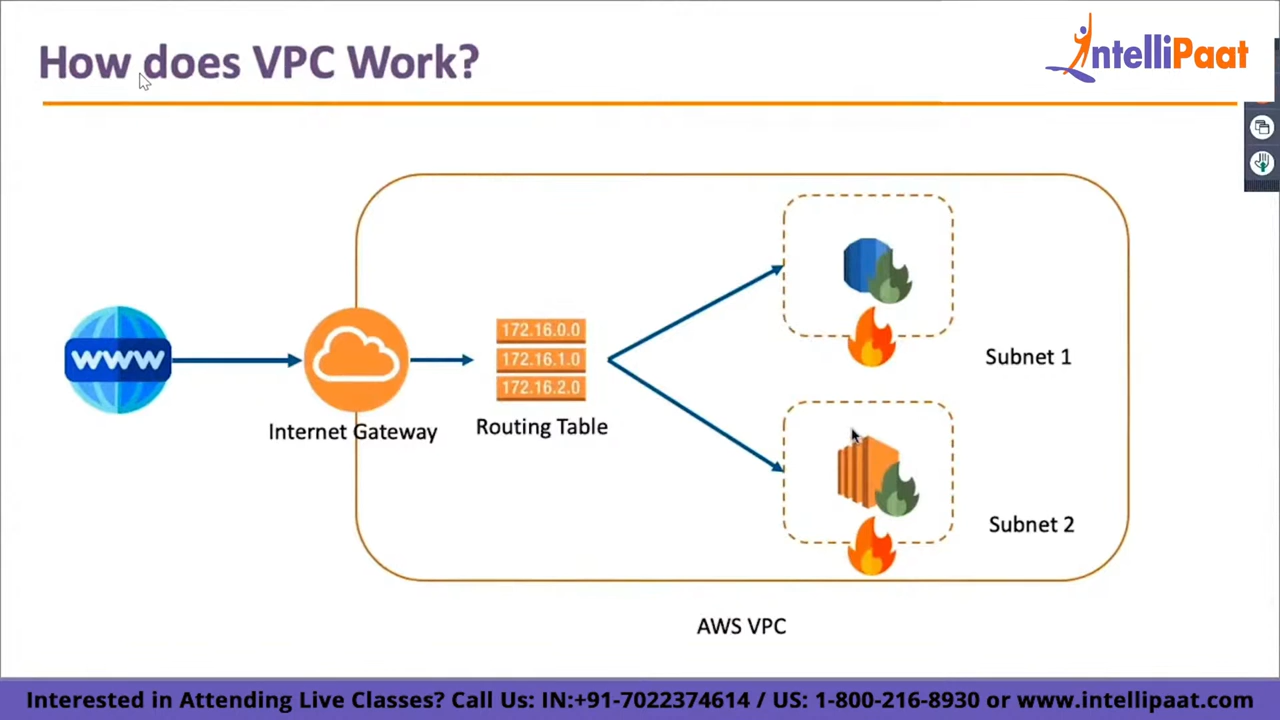 How does VPC Work?
IntelliPaat
www
172.16.0.0
172.16.1.0
172.16.2.0
Internet Gateway
Routing Table
Subnet 1
Subnet 2
AWS VPC
Interested in Attending Live Classes? Call Us: IN:+91-7022374614 / US: 1-800-216-8930 or www.intellipaat.com